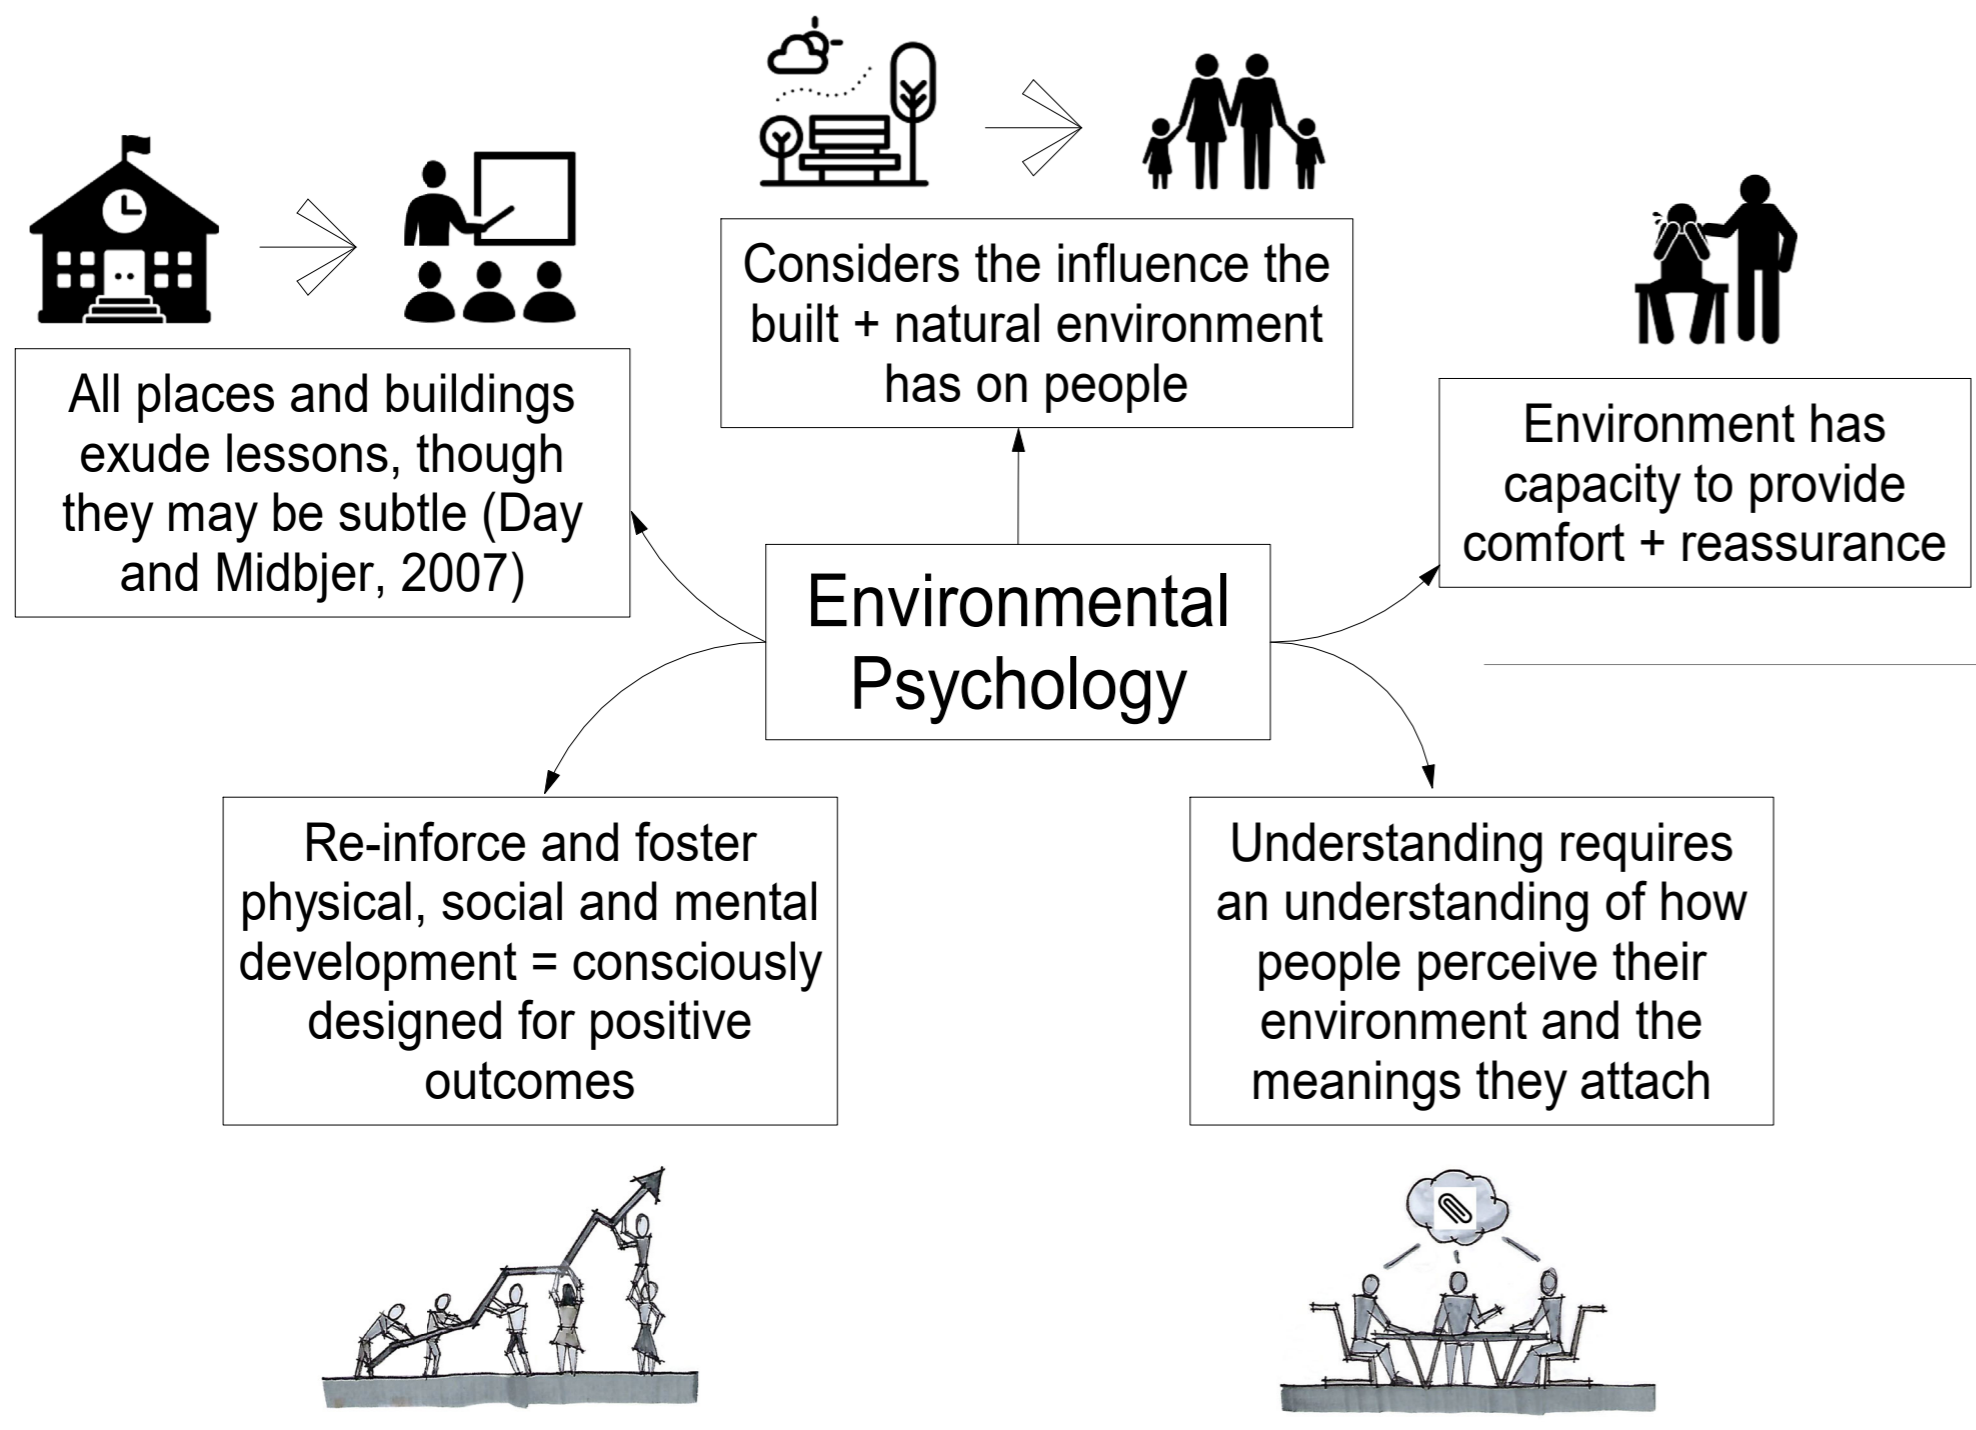 Considers the influence the
built + natural environment
has on people
All places and buildings
exude lessons, though
they may be subtle (Day
and Midbjer, 2007)
Environment has
capacity to provide
comfort + reassurance
Environmental
Psychology
Re-inforce and foster
physical, social and mental
development = consciously
designed for positive
outcomes
Understanding requires
an understanding of how
people perceive their
environment and the
meanings they attach